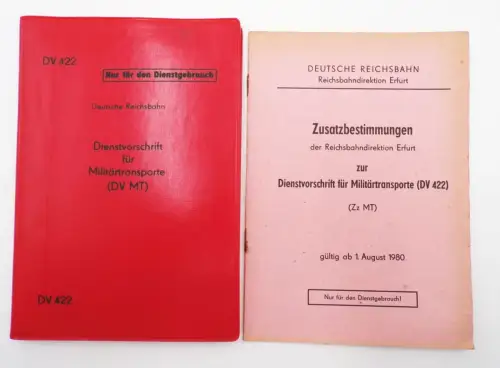 DV 422
Nur für den Dienstgebrauch
Deutsche Reichsbahn
Dienstvorschrift
für
Militärtransporte
(DV MT)
DV 422
DEUTSCHE REICHSBAHN
Reichsbahndirektion Erfurt
Zusatzbestimmungen
der Reichsbahndirektion Erfurt
zur
Dienstvorschrift für Militärtransporte (DV 422)
(Zz MT)
gültig ab 1. August 1980.
Nur für den Dienstgebrauch!